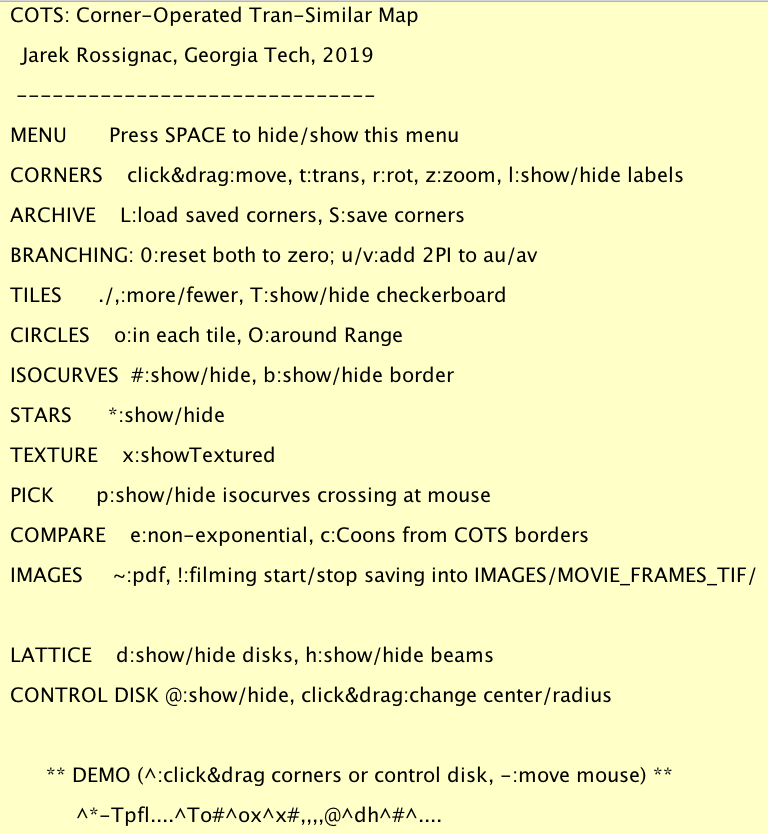 COTS: Corner-Operated Tran-Similar Map
Jarek Rossignac, Georgia Tech, 2019
------------------------------
MENU Press SPACE to hide/show this menu
CORNERS click&drag:move, t:trans, r:rot, z:zoom, l:show/hide labels
ARCHIVE L:load saved corners, S:save corners
BRANCHING: 0:reset both to zero; u/v:add 2PI to au/av
TILES ./,:more/fewer, T:show/hide checkerboard
CIRCLES o:in each tile, O:around Range
ISOCURVES #:show/hide, b:show/hide border
STARS *:show/hide
TEXTURE x:showTextured
PICK p:show/hide isocurves crossing at mouse
COMPARE e:non-exponential, c:Coons from COTS borders
IMAGES ~:pdf, !:filming start/stop saving into IMAGES/MOVIE_FRAMES_TIF/
LATTICE d:show/hide disks, h:show/hide beams
CONTROL DISK @:show/hide, click&drag:change center/radius
** DEMO (^:click&drag corners or control disk, -:move mouse) **
^*-Tpfl....^To#^ox^x#,,,,@^dh^#^....